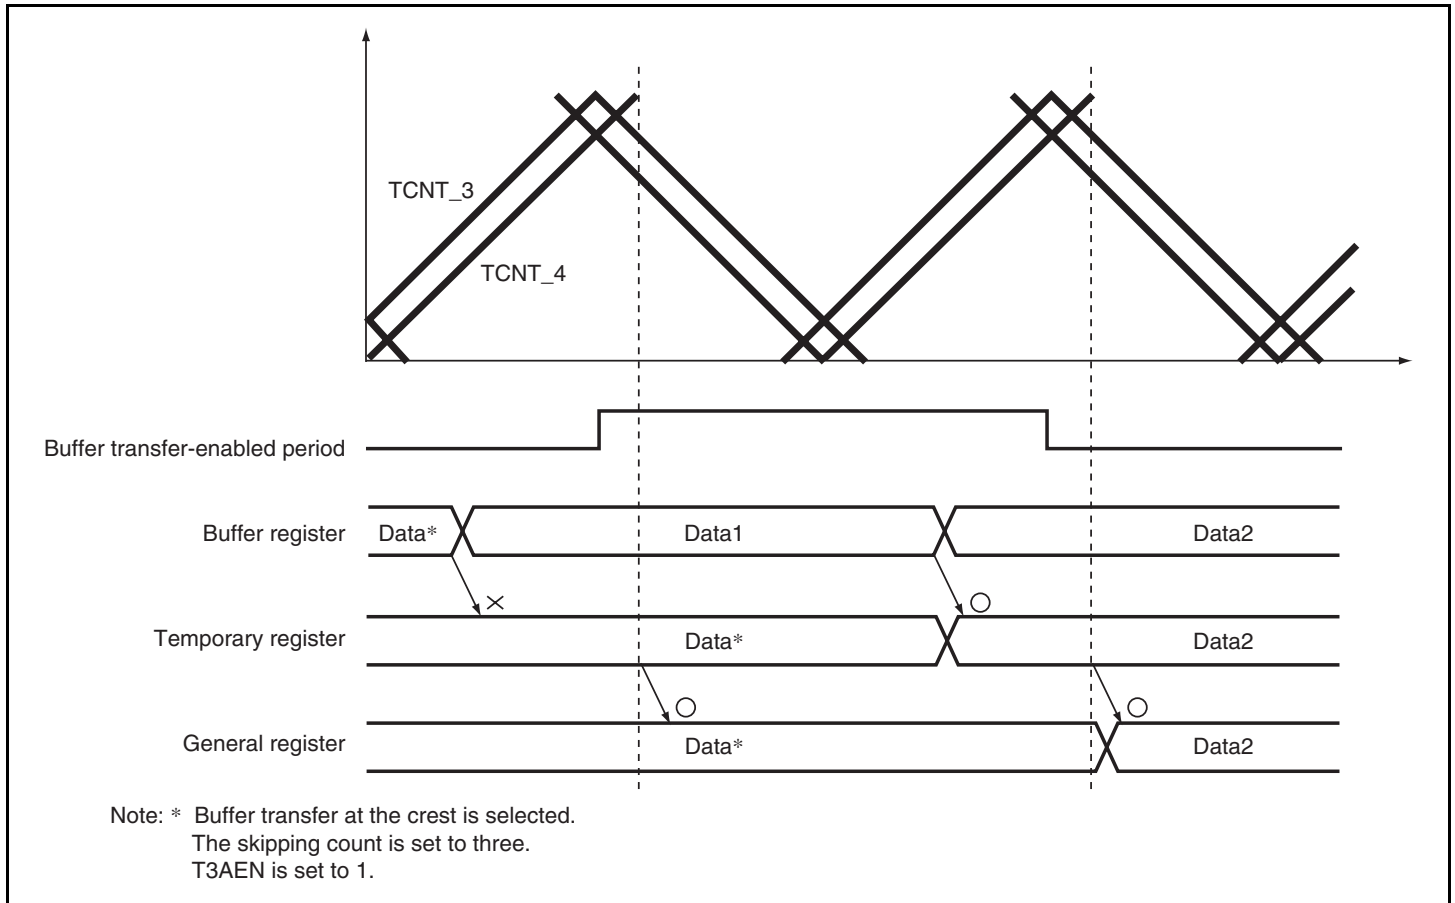 TCNT_3
TCNT_4
Buffer transfer-enabled period
Buffer register
Data*
Data1
Data2
Temporary register
Data*
Data2
General register
Data*
Data2
Note: * Buffer transfer at the crest is selected.
The skipping count is set to three.
T3AEN is set to 1.